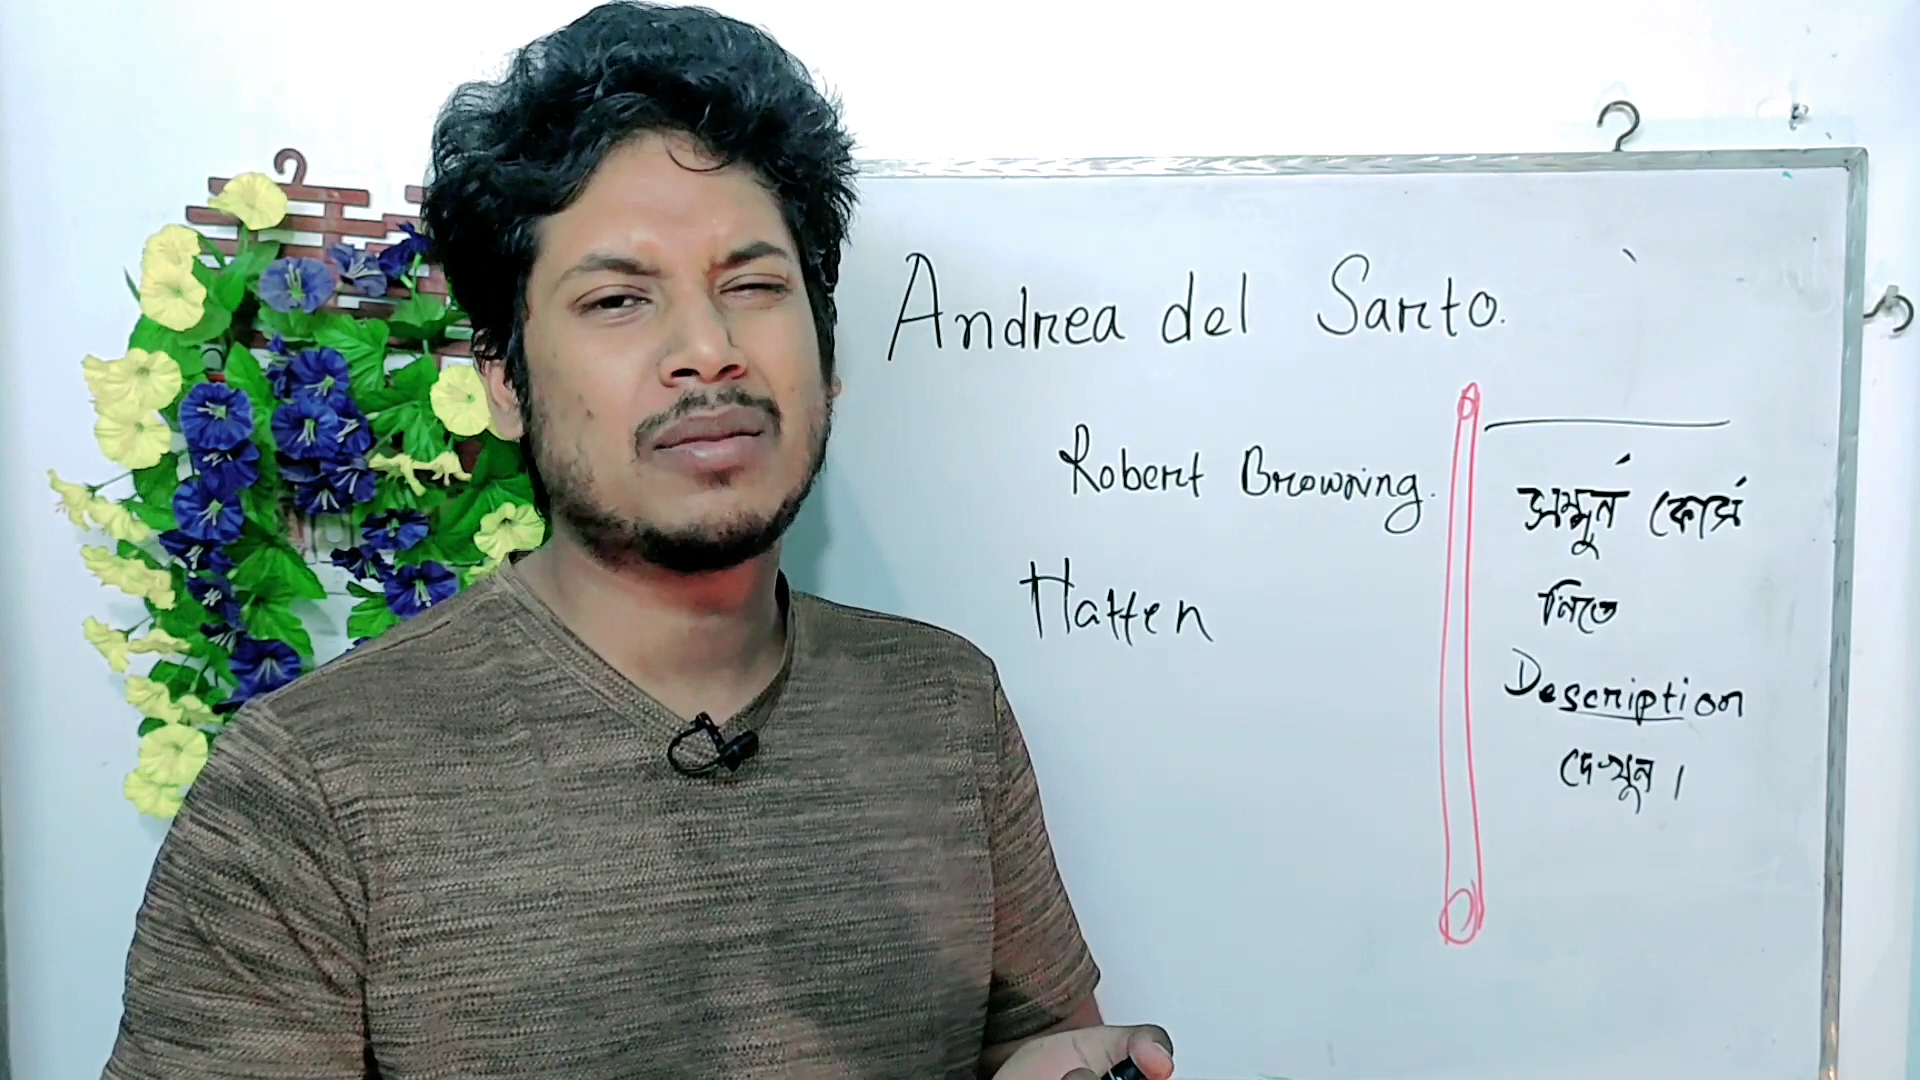 Andrea del Sarto.
Robert Browning.
Hatten
সম্পূর্ন কোর্স
নিতে
Description
দেখুন।